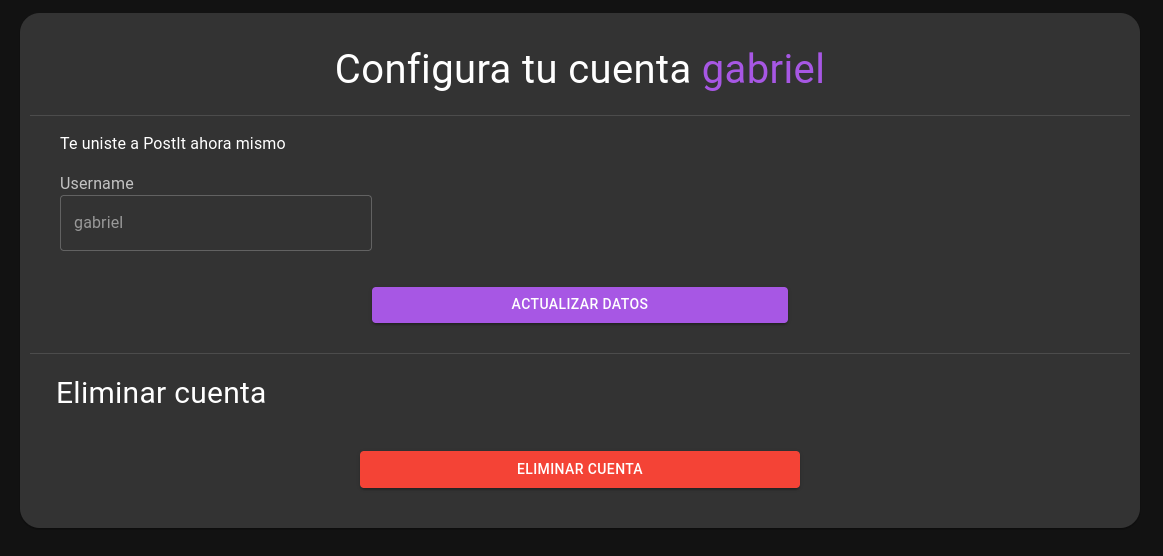 Configura tu cuenta gabriel
Te uniste a PostIt ahora mismo
Username
gabriel
ACTUALIZAR DATOS
Eliminar cuenta
ELIMINAR CUENTA